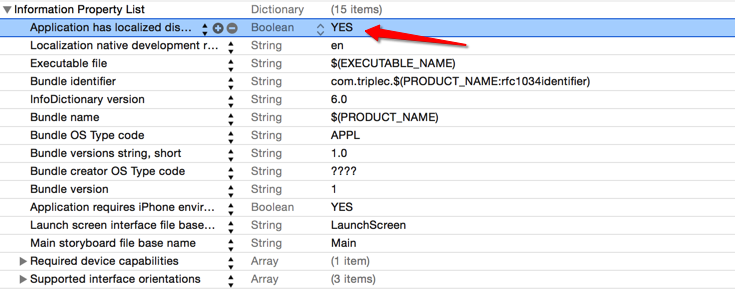 Information Property List Dictionary (15 items)
Application has localized dis... Boolean YES
Localization native development r... String en
Executable file String $(EXECUTABLE_NAME)
Bundle identifier String com.triplec.$(PRODUCT_NAME:rfc1034identifier)
InfoDictionary version String 6.0
Bundle name String $(PRODUCT_NAME)
Bundle OS Type code String APPL
Bundle versions string, short String 1.0
Bundle creator OS Type code String ????
Bundle version String 1
Application requires iPhone envir... Boolean YES
Launch screen interface file base... String LaunchScreen
Main storyboard file base name String Main
Required device capabilities Array (1 item)
Supported interface orientations Array (3 items)